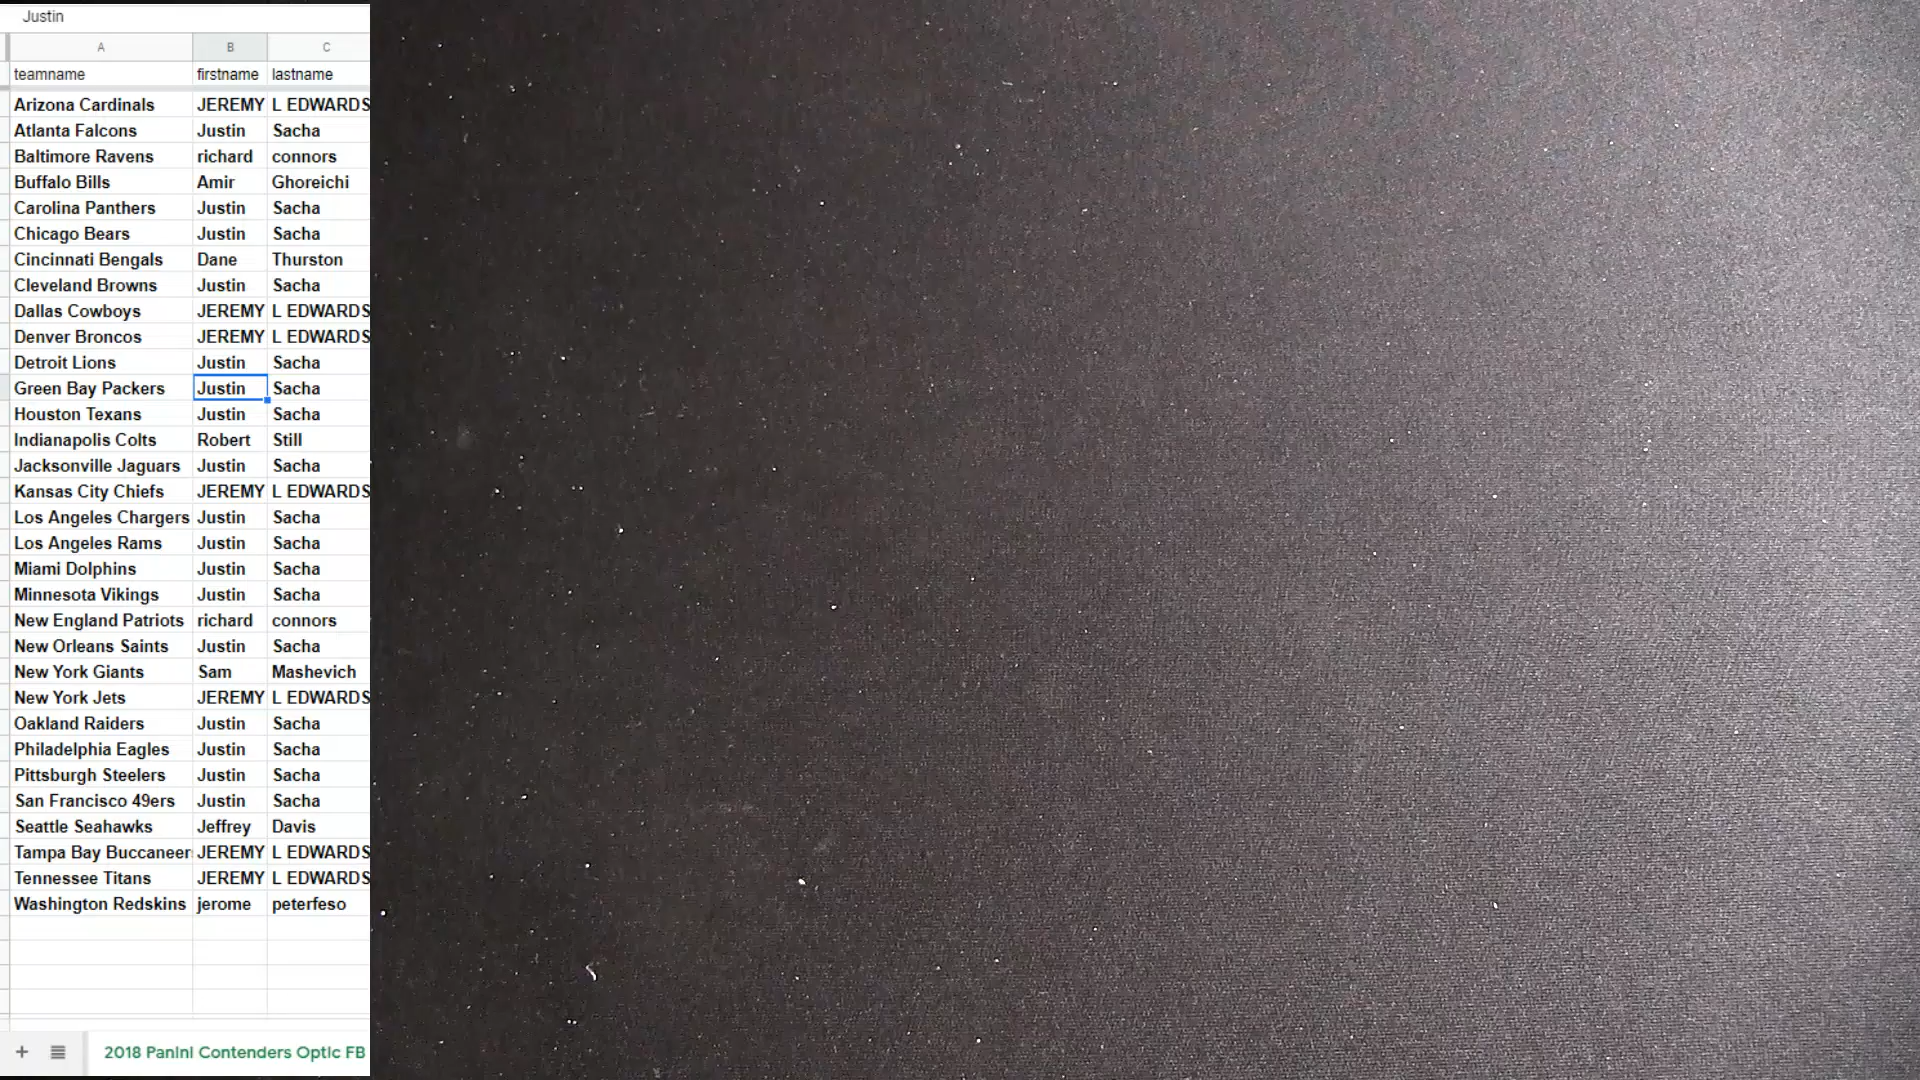 Justin
A B C
teamname firstname lastname
Arizona Cardinals JEREMY L EDWARDS
Atlanta Falcons Justin Sacha
Baltimore Ravens richard connors
Buffalo Bills Amir Ghoreichi
Carolina Panthers Justin Sacha
Chicago Bears Justin Sacha
Cincinnati Bengals Dane Thurston
Cleveland Browns Justin Sacha
Dallas Cowboys JEREMY L EDWARDS
Denver Broncos JEREMY L EDWARDS
Detroit Lions Justin Sacha
Green Bay Packers Justin Sacha
Houston Texans Justin Sacha
Indianapolis Colts Robert Still
Jacksonville Jaguars Justin Sacha
Kansas City Chiefs JEREMY L EDWARDS
Los Angeles Chargers Justin Sacha
Los Angeles Rams Justin Sacha
Miami Dolphins Justin Sacha
Minnesota Vikings Justin Sacha
New England Patriots richard connors
New Orleans Saints Justin Sacha
New York Giants Sam Mashevich
New York Jets JEREMY L EDWARDS
Oakland Raiders Justin Sacha
Philadelphia Eagles Justin Sacha
Pittsburgh Steelers Justin Sacha
San Francisco 49ers Justin Sacha
Seattle Seahawks Jeffrey Davis
Tampa Bay Buccaneer JEREMY L EDWARDS
Tennessee Titans JEREMY L EDWARDS
Washington Redskins jerome peterfeso
2018 Panini Contenders Optic FB